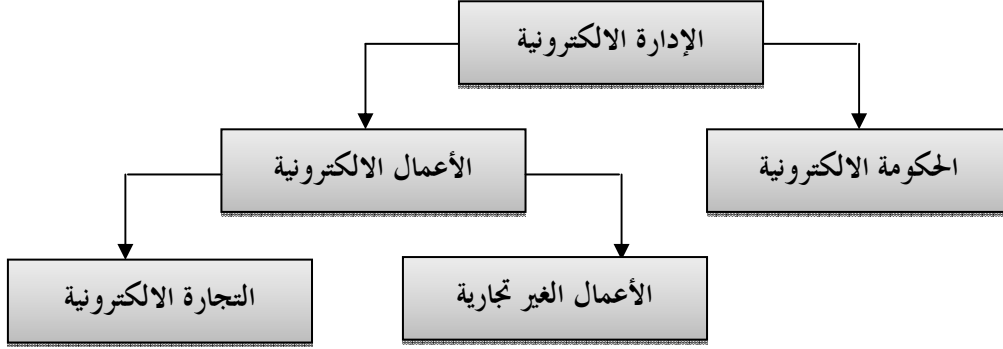 الإدارة الالكترونية
الحكومة الالكترونية
الأعمال الالكترونية
الأعمال الغير تجارية
التجارة الالكترونية